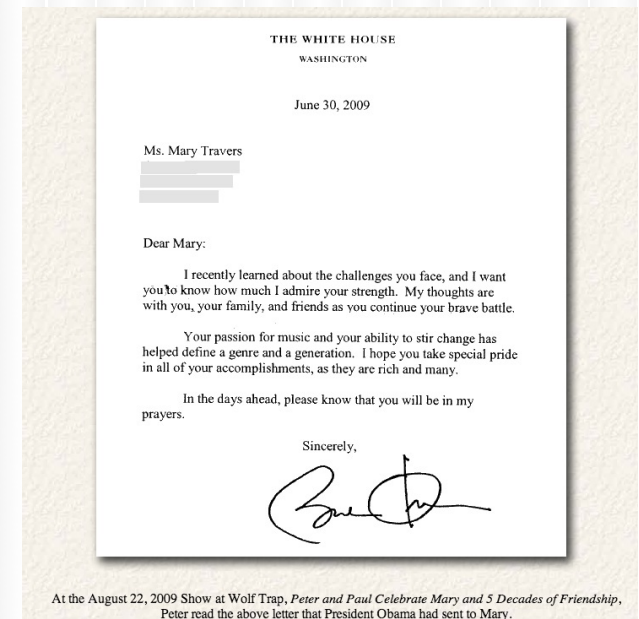 THE WHITE HOUSE
WASHINGTON
June 30, 2009
Ms. Mary Travers
Dear Mary:
I recently learned about the challenges you face, and I want
you to know how much I admire your strength. My thoughts are
with you, your family, and friends as you continue your brave battle.
Your passion for music and your ability to stir change has
helped define a genre and a generation. I hope you take special pride
in all of your accomplishments, as they are rich and many.
In the days ahead, please know that you will be in my
prayers.
Sincerely,
At the August 22, 2009 Show at Wolf Trap, Peter and Paul Celebrate Mary and 5 Decades of Friendship,
Peter read the above letter that President Obama had sent to Mary.